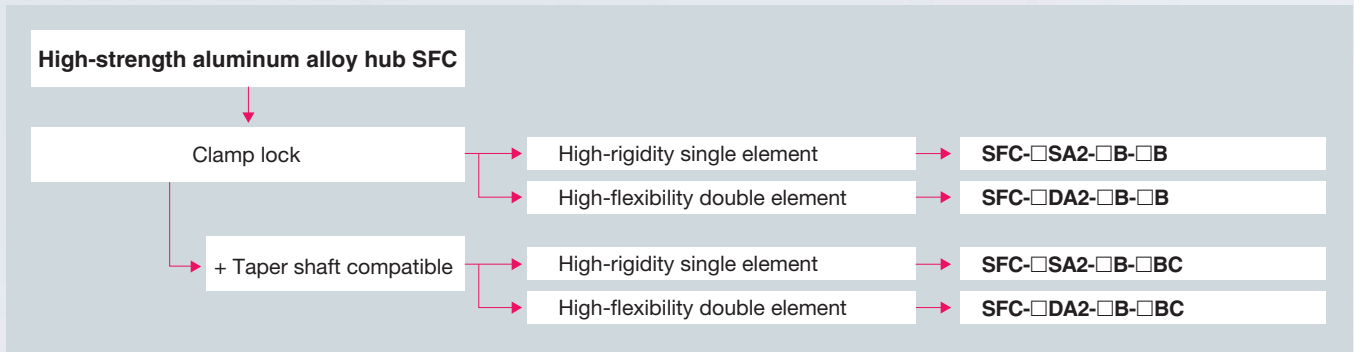 High-strength aluminum alloy hub SFC
Clamp lock
High-rigidity single element
SFC-□SA2-□B-□B
High-flexibility double element
SFC-□DA2-□B-□B
+ Taper shaft compatible
High-rigidity single element
SFC-□SA2-□B-□BC
High-flexibility double element
SFC-□DA2-□B-□BC